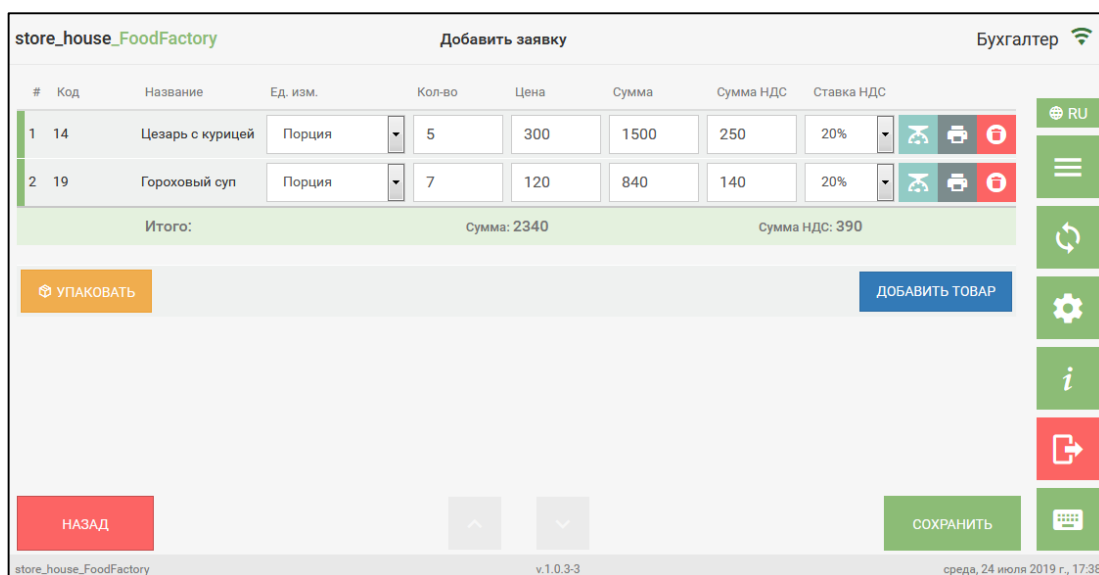 store_house_FoodFactory Добавить заявку Бухгалтер
# Код Название Ед. изм. Кол-во Цена Сумма Сумма НДС Ставка НДС
RU
1 14 Цезарь с курицей Порция 5 300 1500 250 20%
2 19 Гороховый суп Порция 7 120 840 140 20%
Итого: Сумма: 2340 Сумма НДС: 390
УПАКОВАТЬ ДОБАВИТЬ ТОВАР
i
НАЗАД СОХРАНИТЬ
store_house_FoodFactory v.1.0.3-3 среда, 24 июля 2019 г., 17:38